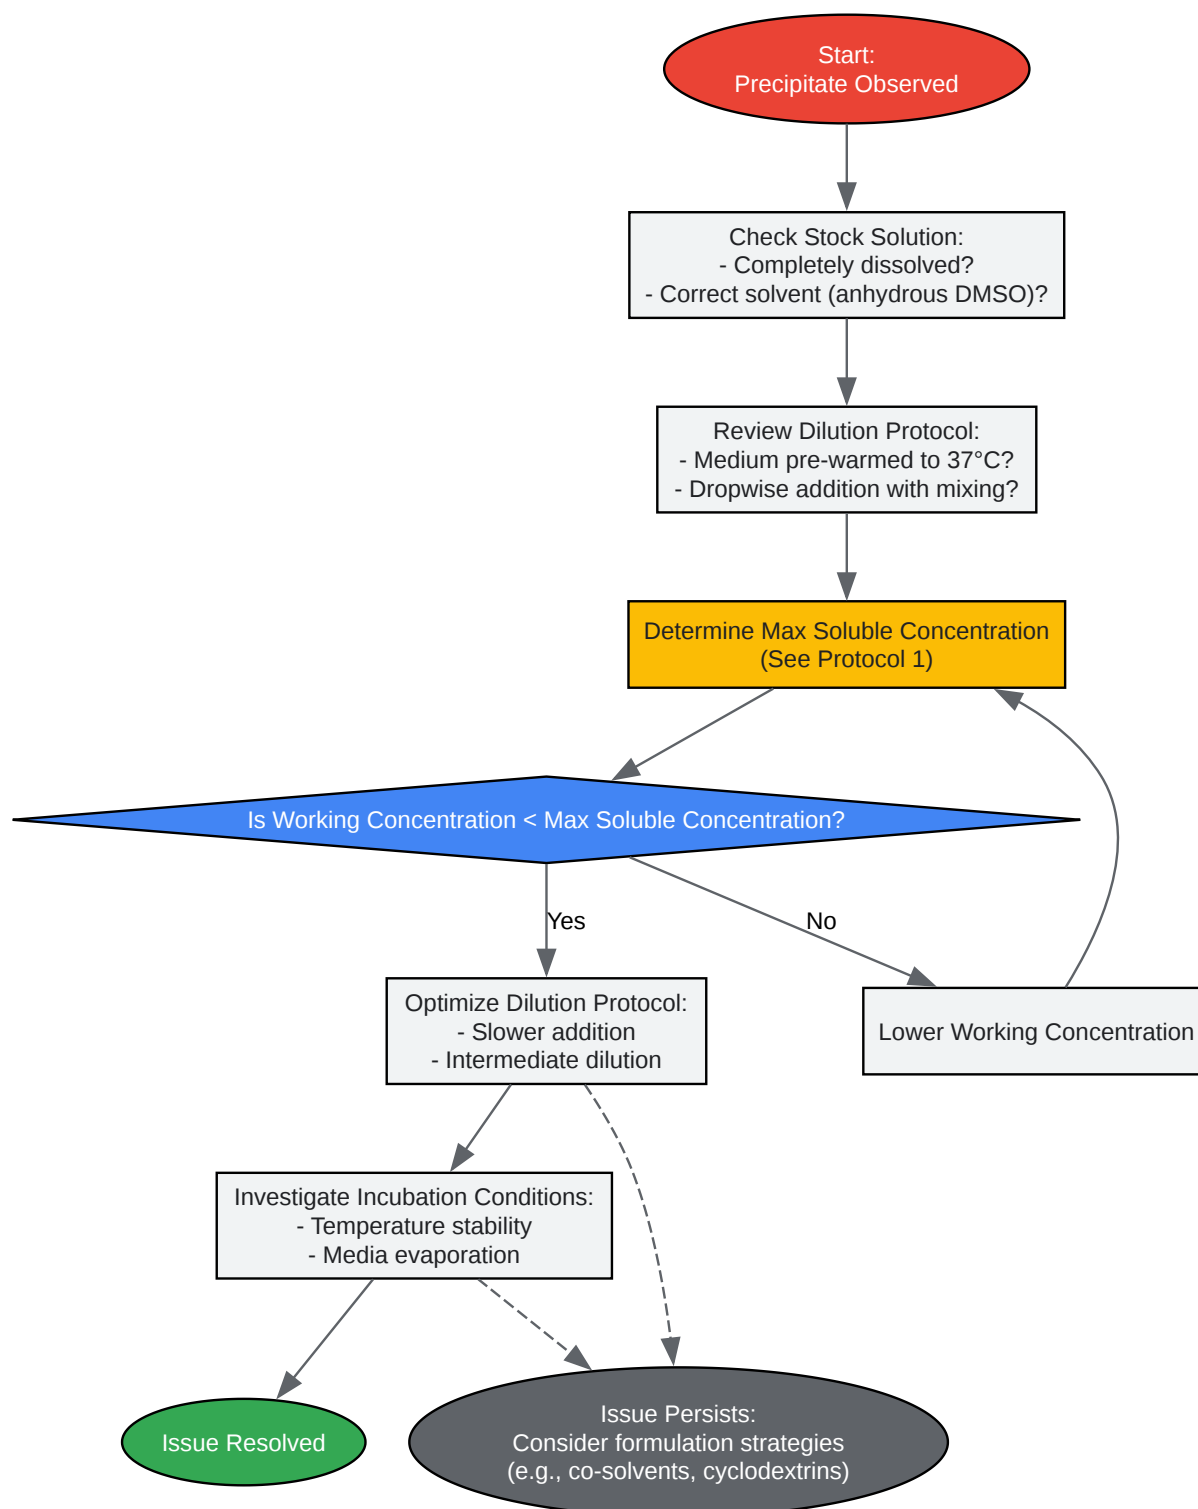 Start:
Precipitate Observed
Check Stock Solution:
- Completely dissolved?
- Correct solvent (anhydrous DMSO)?
Review Dilution Protocol:
- Medium pre-warmed to 37°C?
- Dropwise addition with mixing?
Determine Max Soluble Concentration
(See Protocol 1)
Is Working Concentration < Max Soluble Concentration?
Yes
No
Optimize Dilution Protocol:
- Slower addition
- Intermediate dilution
Lower Working Concentration
Investigate Incubation Conditions:
- Temperature stability
- Media evaporation
Issue Resolved
Issue Persists:
Consider formulation strategies
(e.g., co-solvents, cyclodextrins)